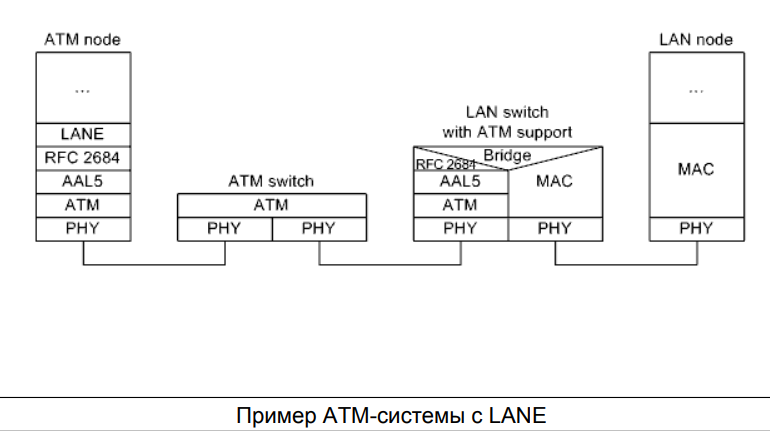 ATM node
LAN node
...
...
LAN switch
with ATM support
LANE
RFC 2684
Bridge
RFC 2684
MAC
AAL5
ATM switch
AAL5
MAC
ATM
ATM
ATM
PHY
PHY
PHY
PHY
PHY
PHY
Пример ATM-системы с LANE